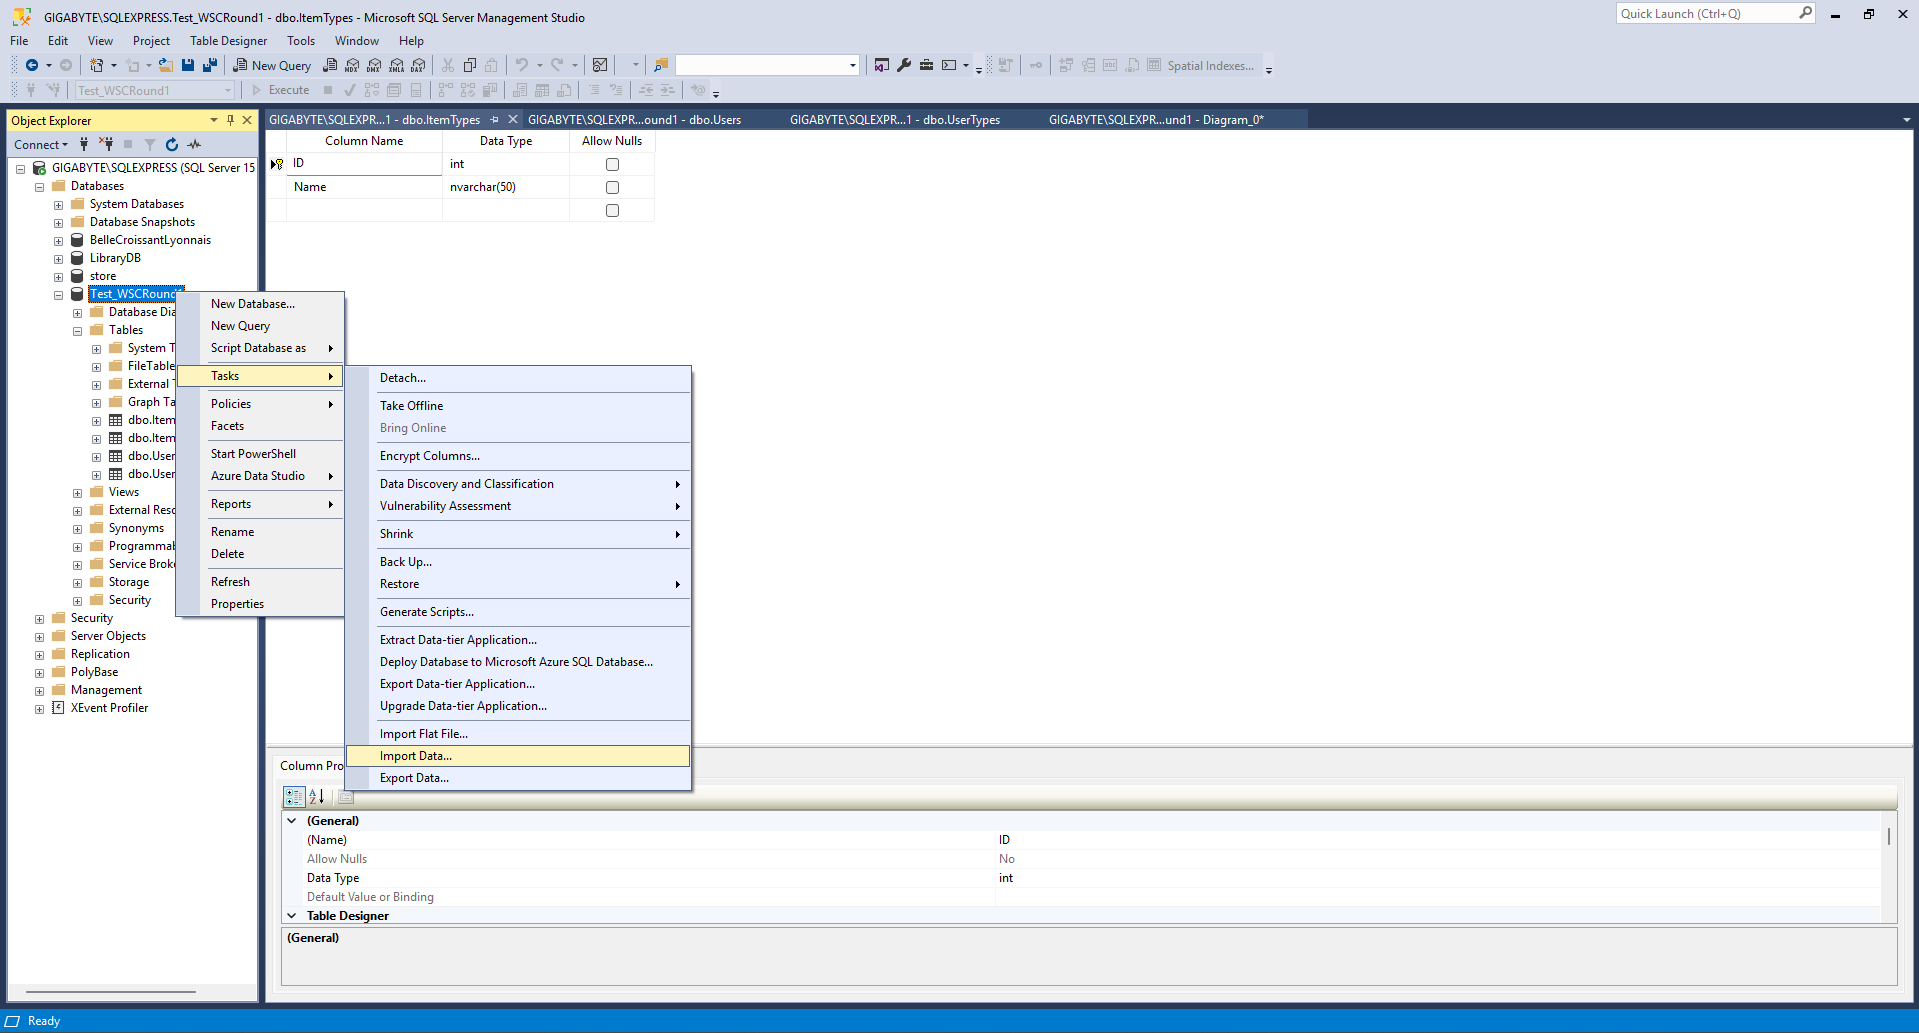 GIGABYTE\SQLEXPRESS.Test_WSCRound1 - dbo.ItemTypes - Microsoft SQL Server Management Studio
Quick Launch (Ctrl+Q)
File Edit View Project Table Designer Tools Window Help
New Query MDX DMX XMLA DAX
Spatial Indexes...
Test_WSCRound1
Execute
Object Explorer
GIGABYTE\SQLEXPR...1 - dbo.ItemTypes
GIGABYTE\SQLEXPR...ound1 - dbo.Users
GIGABYTE\SQLEXPR...1 - dbo.UserTypes
GIGABYTE\SQLEXPR...und1 - Diagram_0*
Connect
GIGABYTE\SQLEXPRESS (SQL Server 15
Databases
System Databases
Database Snapshots
BelleCroissantLyonnais
LibraryDB
store
Test_WSCRound1
Database Dia
Tables
System T
FileTable
External T
Graph Ta
dbo.Item
dbo.Item
dbo.User
dbo.User
Views
External Reso
Synonyms
Programmab
Service Broke
Storage
Security
Security
Server Objects
Replication
PolyBase
Management
XEvent Profiler
Column Name Data Type Allow Nulls
ID int
Name nvarchar(50)
New Database...
New Query
Script Database as
Tasks
Policies
Facets
Start PowerShell
Azure Data Studio
Reports
Rename
Delete
Refresh
Properties
Detach...
Take Offline
Bring Online
Encrypt Columns...
Data Discovery and Classification
Vulnerability Assessment
Shrink
Back Up...
Restore
Generate Scripts...
Extract Data-tier Application...
Deploy Database to Microsoft Azure SQL Database...
Export Data-tier Application...
Upgrade Data-tier Application...
Import Flat File...
Import Data...
Export Data...
Column Pro
(General)
(Name) ID
Allow Nulls No
Data Type int
Default Value or Binding
Table Designer
(General)
Ready